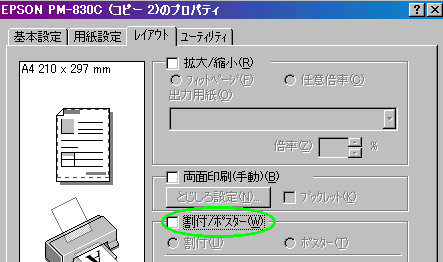 EPSON PM-830C (コピー 2)のプロパティ
基本設定 用紙設定 レイアウト ユーティリティ
A4 210 x 297 mm
拡大/縮小(R)
フィットページ(F) 任意倍率(C)
出力用紙(O)
倍率(Z) %
両面印刷(手動)(B)
とじしろ設定(N)... ブックレット(K)
割付/ポスター(W)
割付(U) ポスター(T)